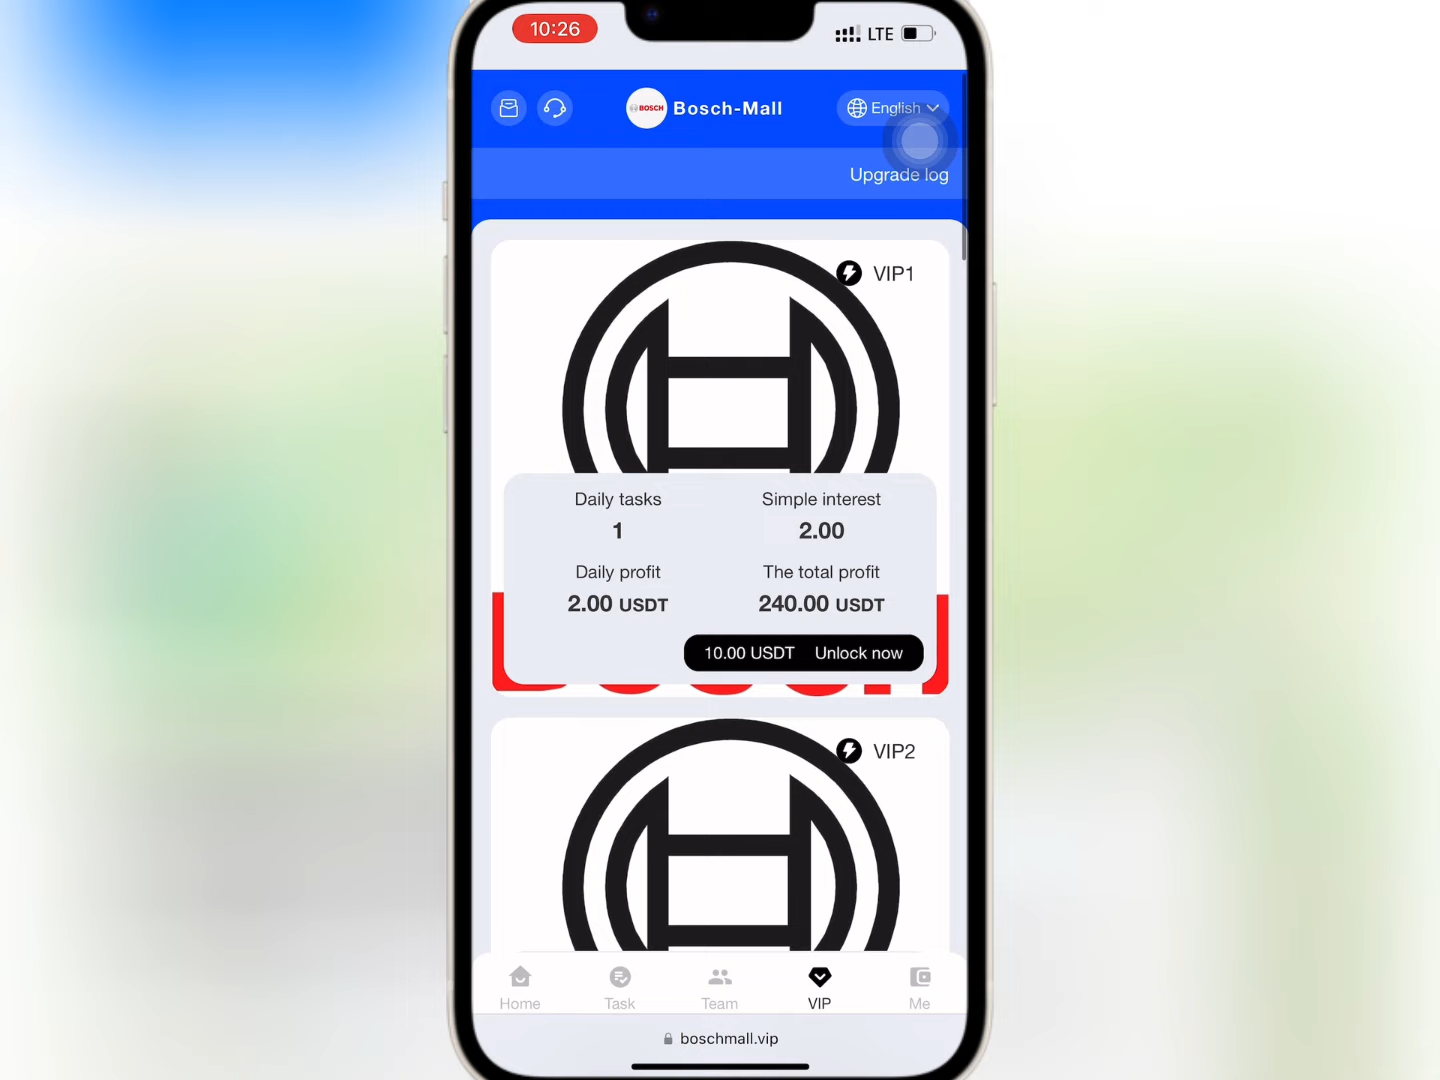 10:26
LTE
BOSCH
Bosch-Mall
English
Upgrade log
VIP1
Daily tasks
Simple interest
1
2.00
Daily profit
The total profit
2.00 USDT
240.00 USDT
10.00 USDT Unlock now
VIP2
Home
Task
Team
VIP
Me
boschmall.vip